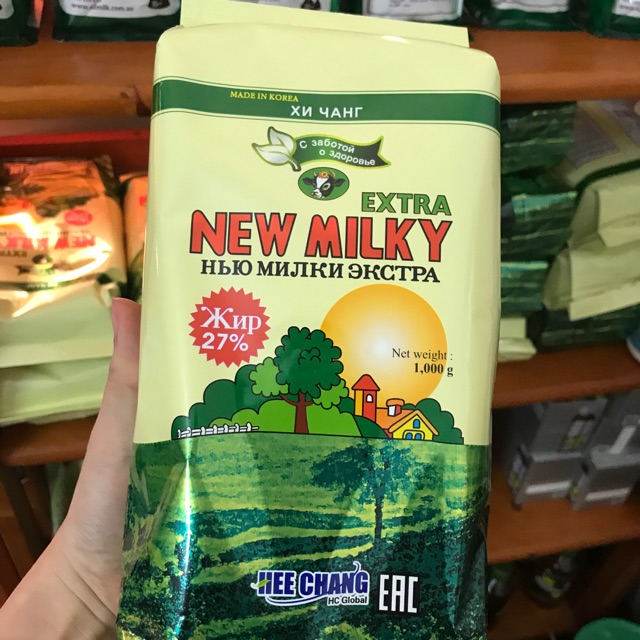 MADE IN KOREA
ХИ ЧАНГ
С заботой
о здоровье
EXTRA
NEW MILKY
НЬЮ МИЛКИ ЭКСТРА
Жир
27%
Net weight :
1,000 g
HEE CHANG
HC Global
EAC